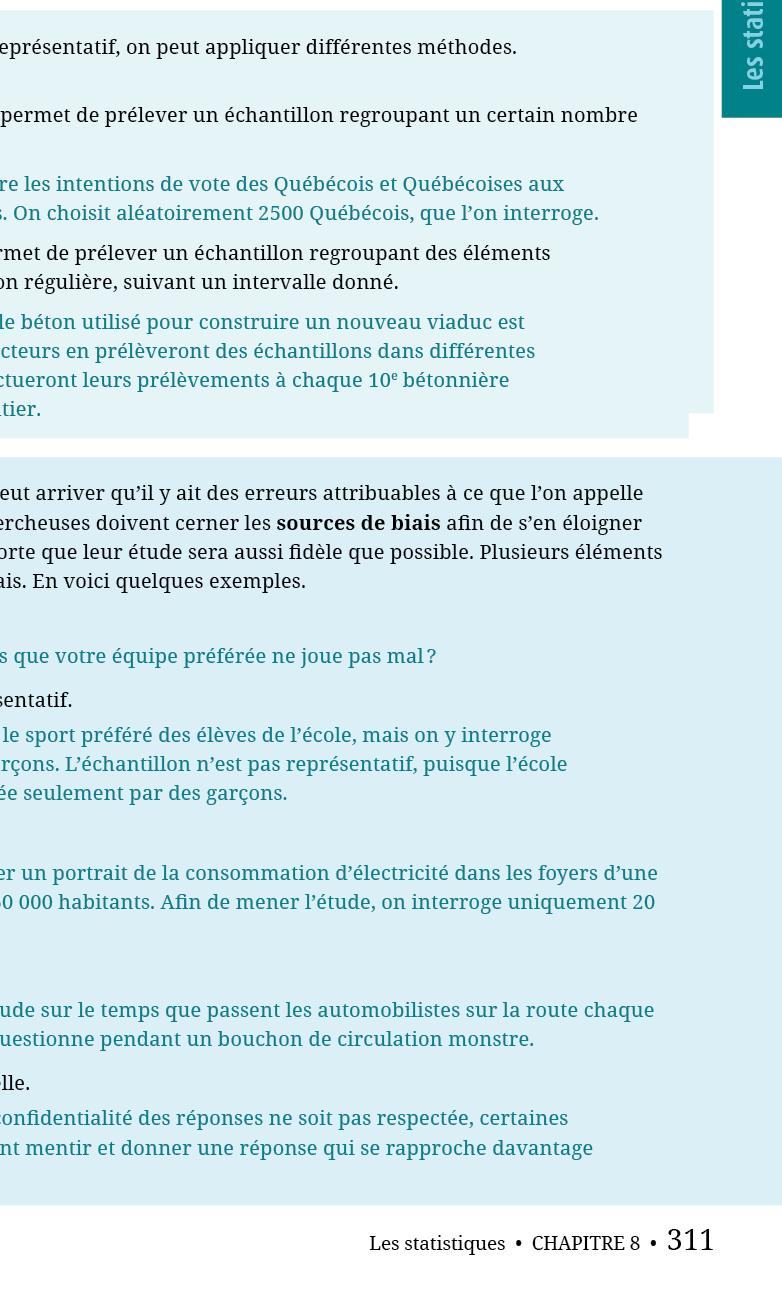 Les stati
eprésentatif, on peut appliquer différentes méthodes.
permet de prélever un échantillon regroupant un certain nombre
re les intentions de vote des Québécois et Québécoises aux
s. On choisit aléatoirement 2500 Québécois, que l’on interroge.
rmet de prélever un échantillon regroupant des éléments
on régulière, suivant un intervalle donné.
le béton utilisé pour construire un nouveau viaduc est
cteurs en prélèveront des échantillons dans différentes
ctueront leurs prélèvements à chaque 10e bétonnière
tier.
eut arriver qu’il y ait des erreurs attribuables à ce que l’on appelle
ercheuses doivent cerner les sources de biais afin de s’en éloigner
orte que leur étude sera aussi fidèle que possible. Plusieurs éléments
ais. En voici quelques exemples.
s que votre équipe préférée ne joue pas mal ?
sentatif.
le sport préféré des élèves de l’école, mais on y interroge
rçons. L’échantillon n’est pas représentatif, puisque l’école
ée seulement par des garçons.
er un portrait de la consommation d’électricité dans les foyers d’une
50 000 habitants. Afin de mener l’étude, on interroge uniquement 20
ude sur le temps que passent les automobilistes sur la route chaque
uestionne pendant un bouchon de circulation monstre.
elle.
confidentialité des réponses ne soit pas respectée, certaines
nt mentir et donner une réponse qui se rapproche davantage
Les statistiques • CHAPITRE 8 • 311